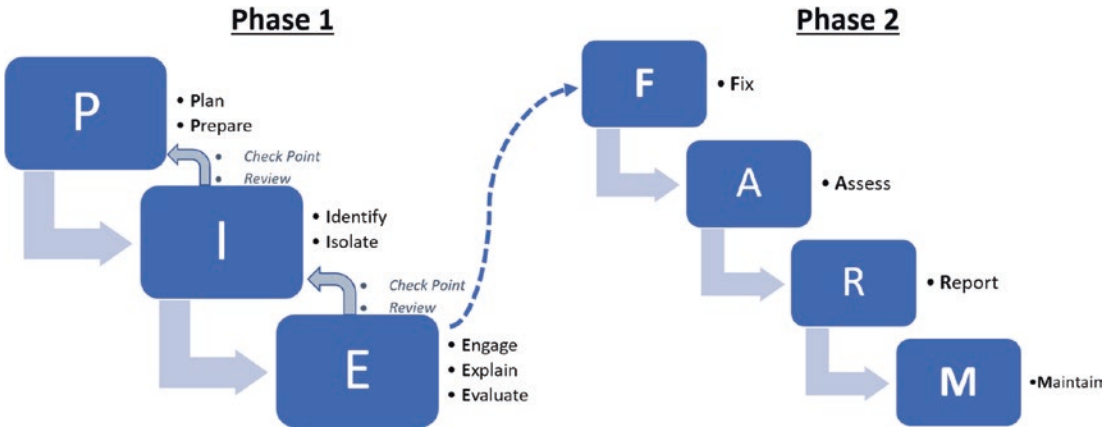 Phase 1
P
• Plan
• Prepare
• Check Point
• Review
I
• Identify
• Isolate
• Check Point
• Review
E
• Engage
• Explain
• Evaluate
Phase 2
F
• Fix
A
• Assess
R
• Report
M
•Maintain